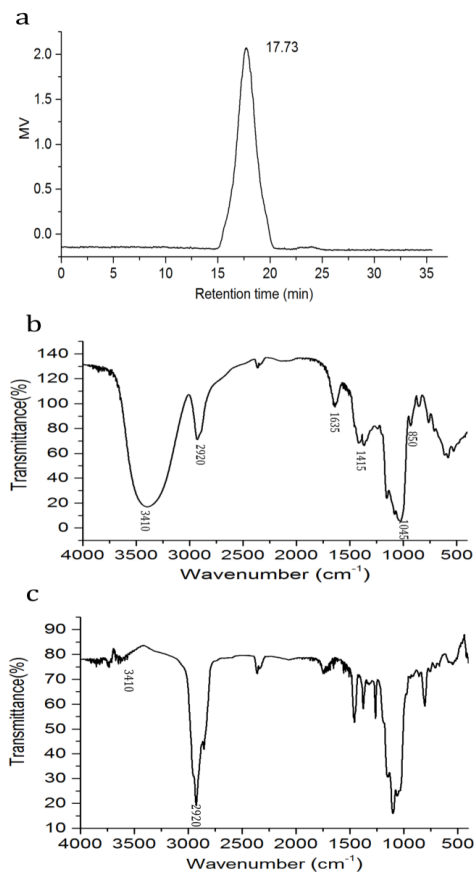 a
17.73
2.0
1.5
1.0
0.5
0.0
MV
0 5 10 15 20 25 30 35
Retention time (min)
b
140
120
100
80
60
40
20
0
Transmittance(%)
3410
2920
1635
1415
1045
850
4000 3500 3000 2500 2000 1500 1000 500
Wavenumber (cm⁻¹)
c
90
80
70
60
50
40
30
20
10
Transmittance(%)
3410
2920
4000 3500 3000 2500 2000 1500 1000 500
Wavenumber (cm⁻¹)